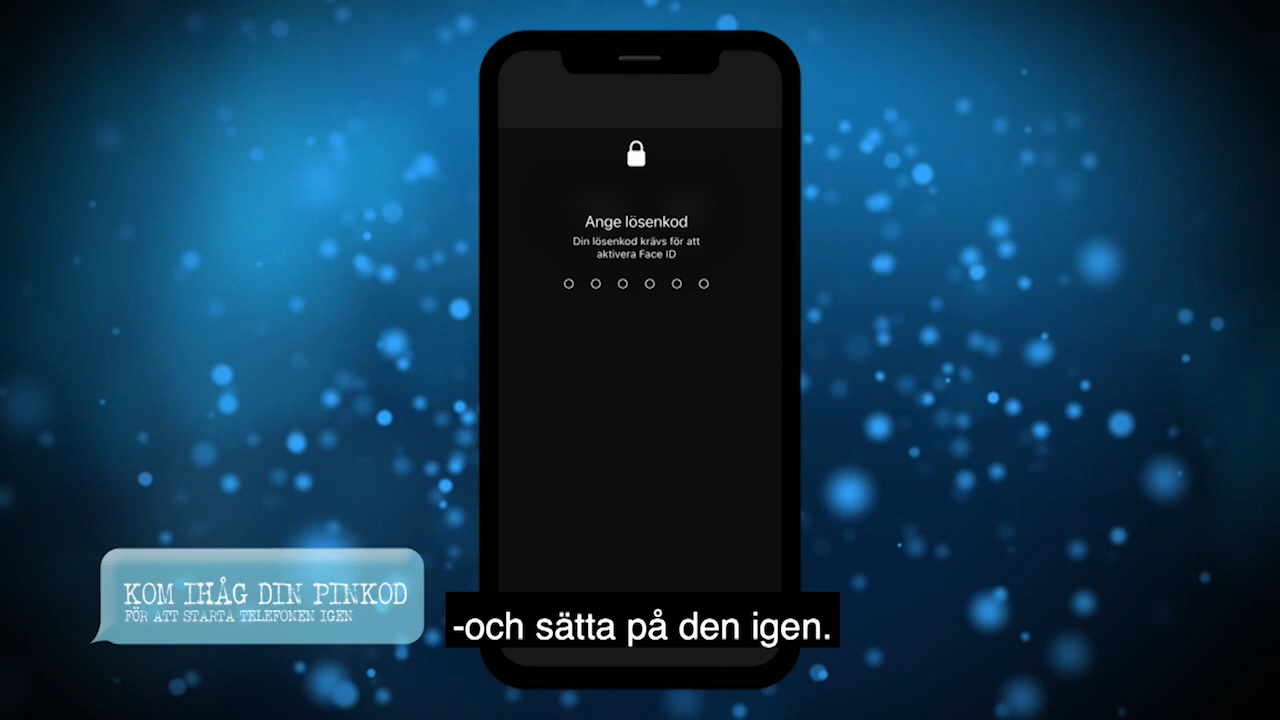 Ange lösenkod
Din lösenkod krävs för att
aktivera Face ID
KOM IHÅG DIN PINKOD
FÖR ATT STARTA TELEFONEN IGEN
-och sätta på den igen.